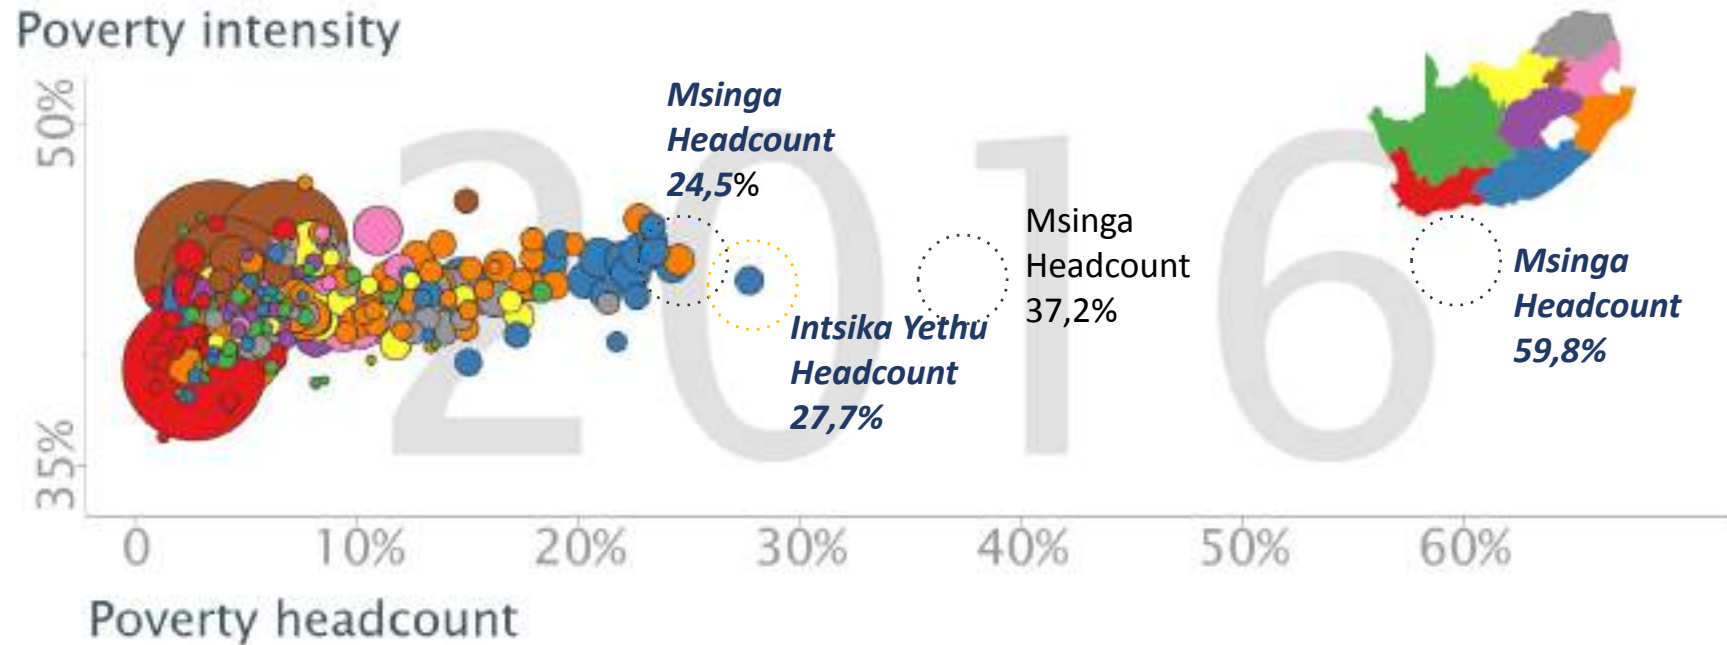 Poverty intensity
50%
35%
2016
Msinga
Headcount
24,5%
Intsika Yethu
Headcount
27,7%
Msinga
Headcount
37,2%
Msinga
Headcount
59,8%
0 10% 20% 30% 40% 50% 60%
Poverty headcount